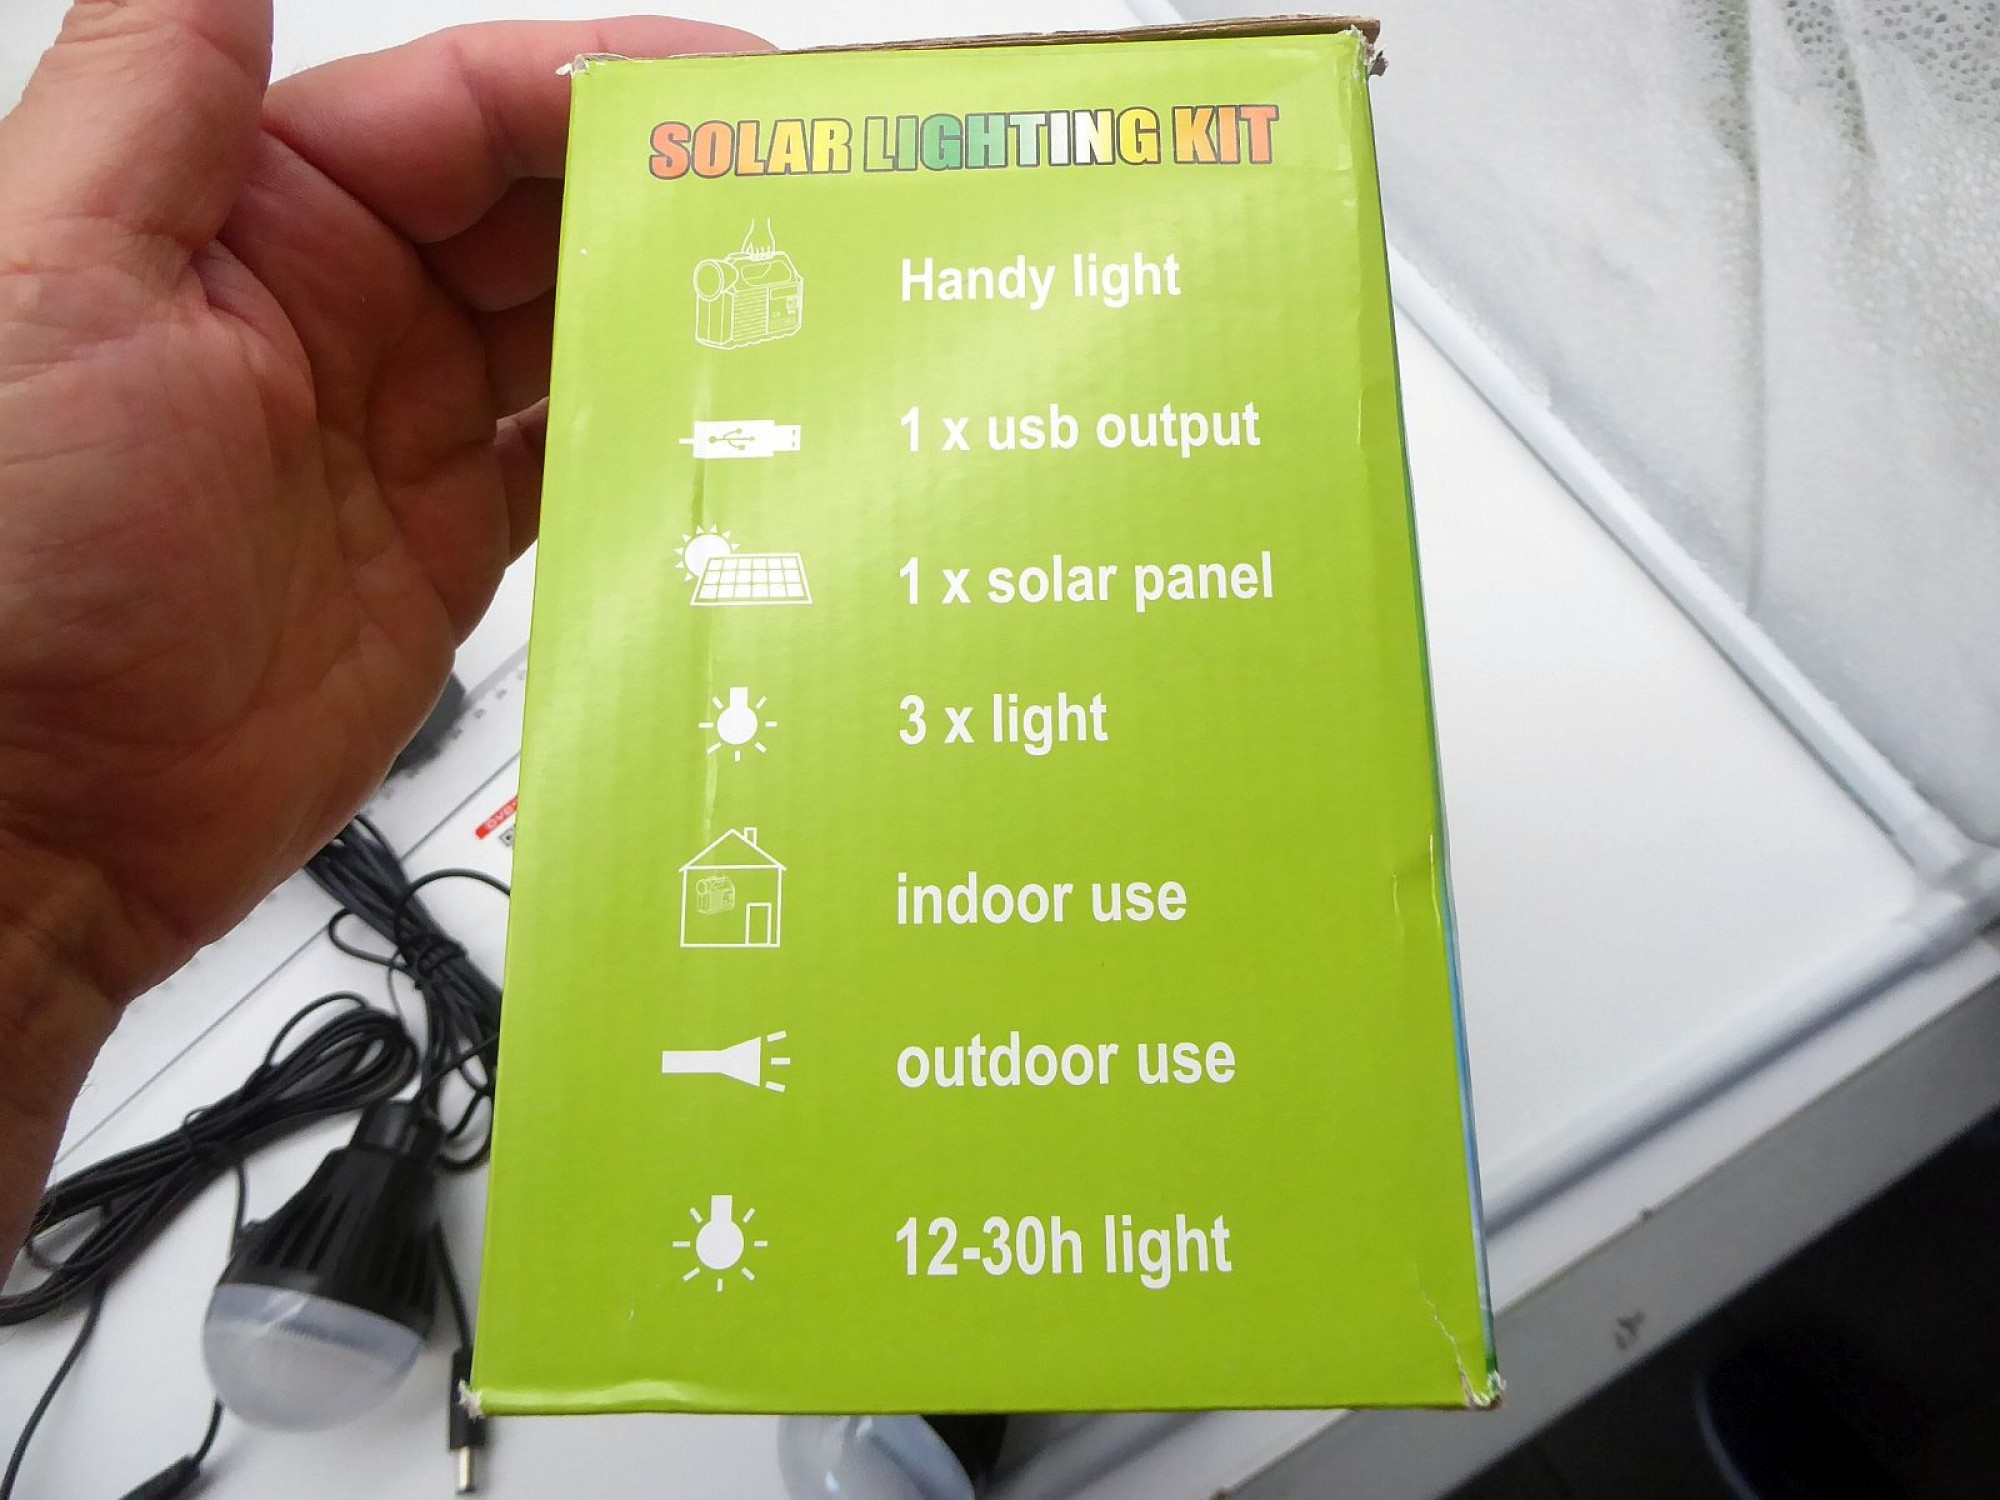 SOLAR LIGHTING KIT
Handy light
1 x usb output
1 x solar panel
3 x light
indoor use
outdoor use
12-30h light